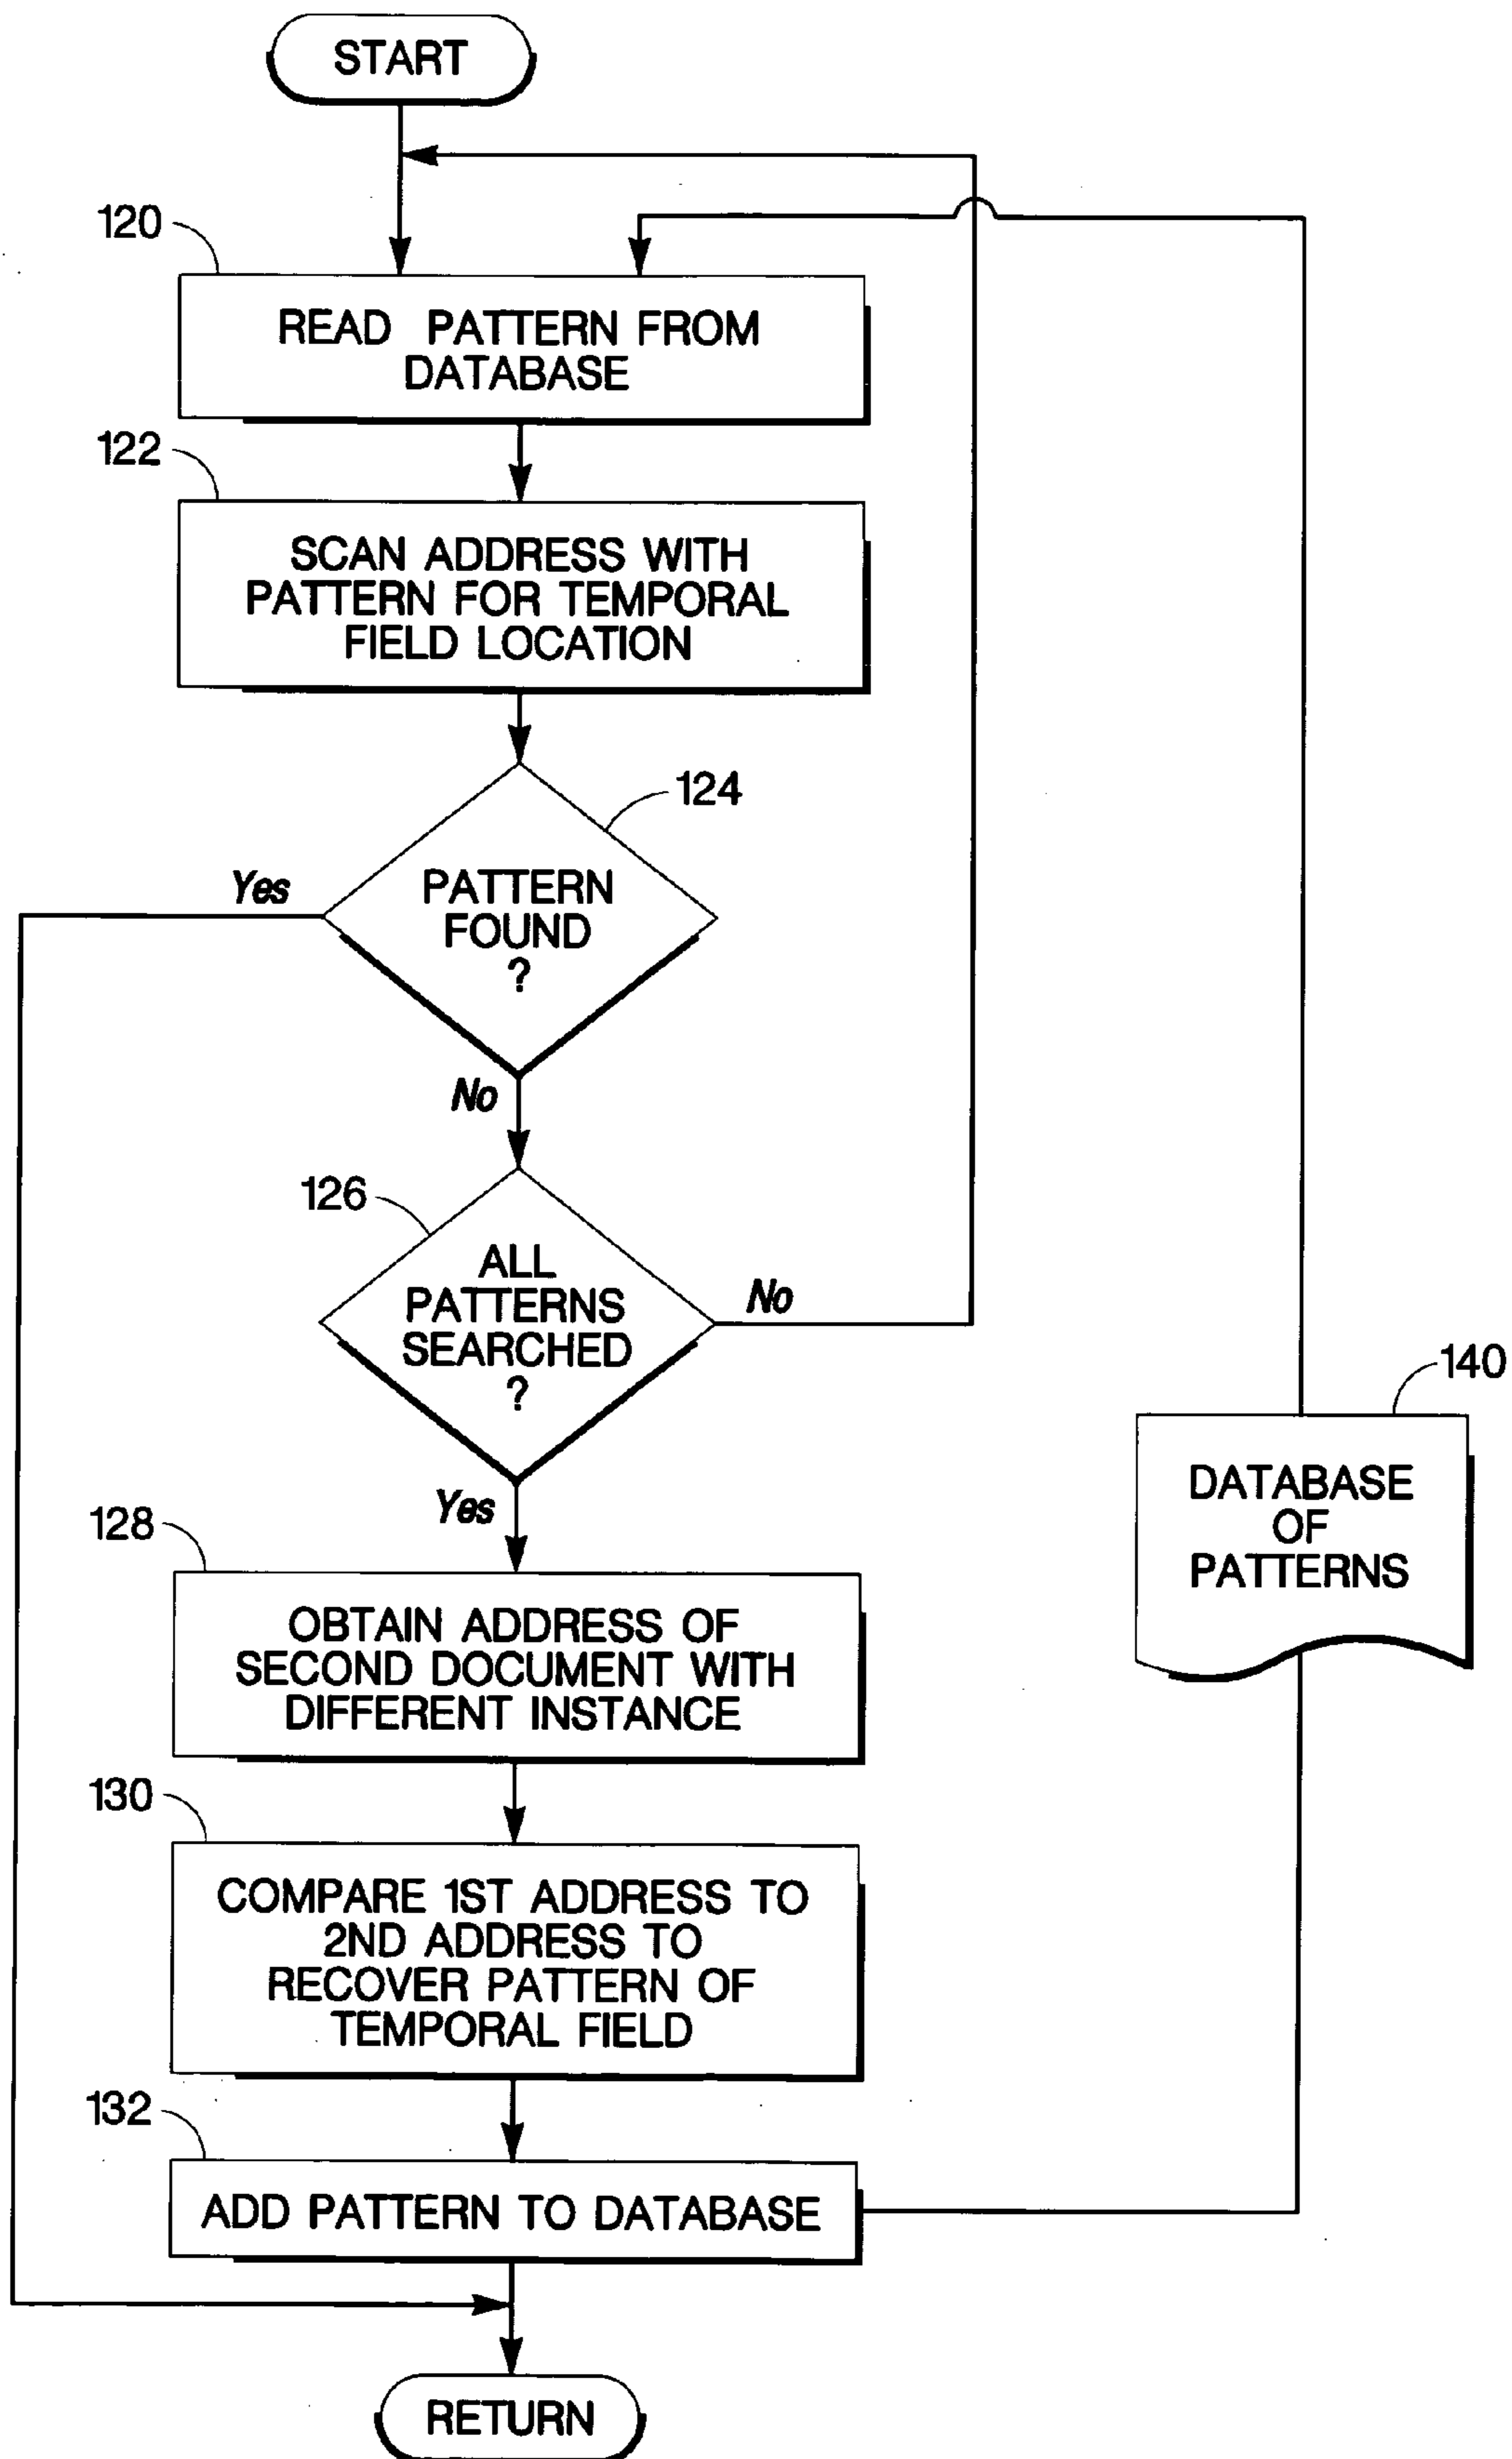 START
120
READ PATTERN FROM
DATABASE
122
SCAN ADDRESS WITH
PATTERN FOR TEMPORAL
FIELD LOCATION
124
Yes
PATTERN
FOUND
?
No
126
ALL
PATTERNS
SEARCHED
?
No
Yes
140
DATABASE
OF
PATTERNS
128
OBTAIN ADDRESS OF
SECOND DOCUMENT WITH
DIFFERENT INSTANCE
130
COMPARE 1ST ADDRESS TO
2ND ADDRESS TO
RECOVER PATTERN OF
TEMPORAL FIELD
132
ADD PATTERN TO DATABASE
RETURN